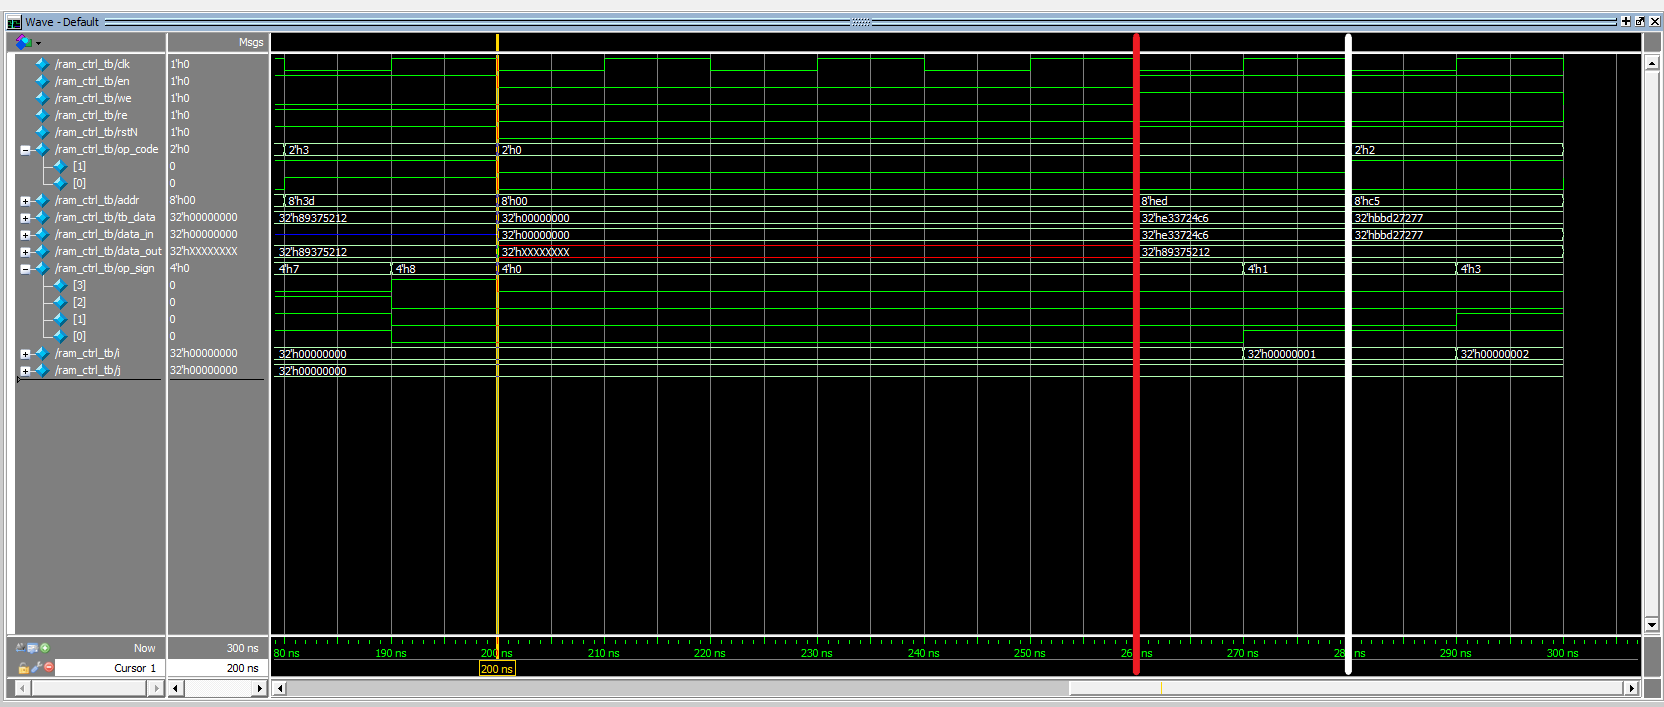 Wave - Default
Msgs
/ram_ctrl_tb/clk 1'h0
/ram_ctrl_tb/en 1'h0
/ram_ctrl_tb/we 1'h0
/ram_ctrl_tb/re 1'h0
/ram_ctrl_tb/rstN 1'h0
/ram_ctrl_tb/op_code 2'h0 2'h3 2'h0 2'h2
[1] 0
[0] 0
/ram_ctrl_tb/addr 8'h00 8'h3d 8'h00 8'hed 8'hc5
/ram_ctrl_tb/tb_data 32'h00000000 32'h89375212 32'h00000000 32'he33724c6 32'hbbd27277
/ram_ctrl_tb/data_in 32'h00000000 32'h00000000 32'he33724c6 32'hbbd27277
/ram_ctrl_tb/data_out 32'hXXXXXXXX 32'h89375212 32'hXXXXXXXX 32'h89375212
/ram_ctrl_tb/op_sign 4'h0 4'h7 4'h8 4'h0 4'h1 4'h3
[3] 0
[2] 0
[1] 0
[0] 0
/ram_ctrl_tb/i 32'h00000000 32'h00000000 32'h00000001 32'h00000002
/ram_ctrl_tb/j 32'h00000000 32'h00000000
Now 300 ns 80 ns 190 ns 200 ns 210 ns 220 ns 230 ns 240 ns 250 ns 270 ns 290 ns 300 ns
Cursor 1 200 ns 200 ns